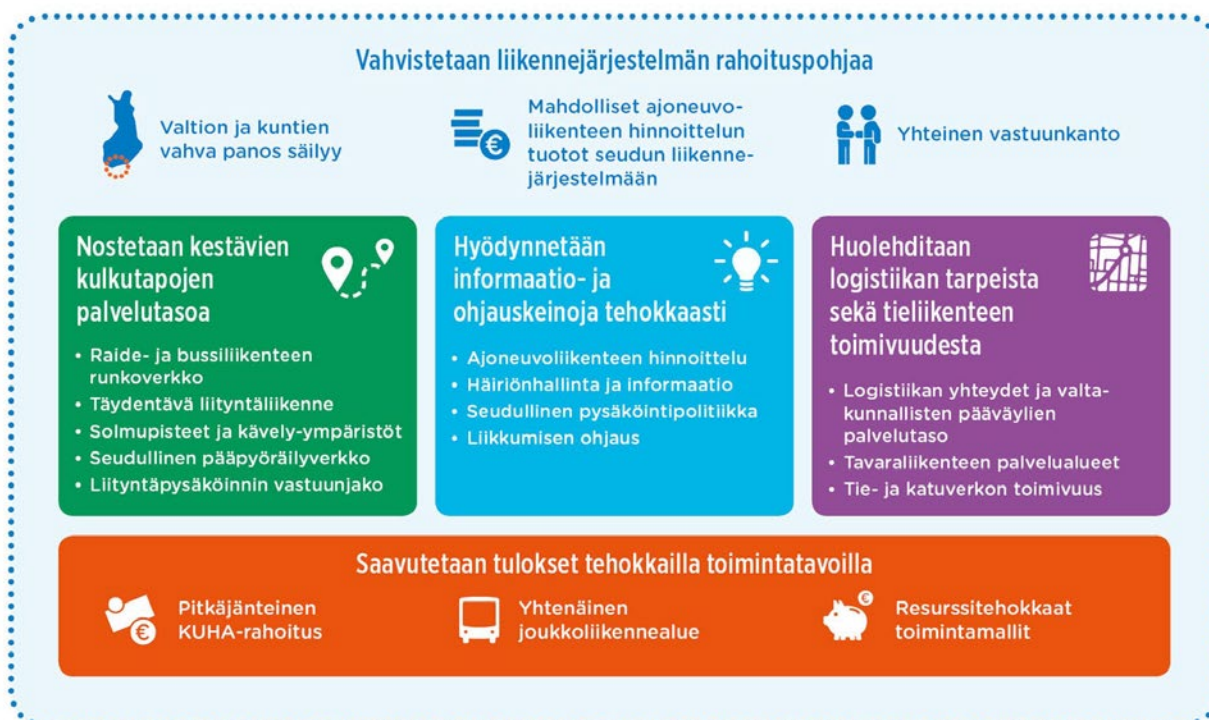 Vahvistetaan liikennejärjestelmän rahoituspohjaa
Valtion ja kuntien
vahva panos säilyy
Mahdolliset ajoneuvo-
liikenteen hinnoittelun
tuotot seudun liikenne-
järjestelmään
Yhteinen vastuunkanto
Nostetaan kestävien
kulkutapojen
palvelutasoa
• Raide- ja bussiliikenteen
runkoverkko
• Täydentävä liityntäliikenne
• Solmupisteet ja kävely-ympäristöt
• Seudullinen pääpyöräilyverkko
• Liityntäpysäköinnin vastuunjako
Hyödynnetään
informaatio- ja
ohjauskeinoja tehokkaasti
• Ajoneuvoliikenteen hinnoittelu
• Häiriönhallinta ja informaatio
• Seudullinen pysäköintipolitiikka
• Liikkumisen ohjaus
Huolehditaan
logistiikan tarpeista
sekä tieliikenteen
toimivuudesta
• Logistiikan yhteydet ja valta-
kunnallisten pääväylien
palvelutaso
• Tavaraliikenteen palvelualueet
• Tie- ja katuverkon toimivuus
Saavutetaan tulokset tehokkailla toimintatavoilla
Pitkäjänteinen
KUHA-rahoitus
Yhtenäinen
joukkoliikennealue
Resurssitehokkaat
toimintamallit